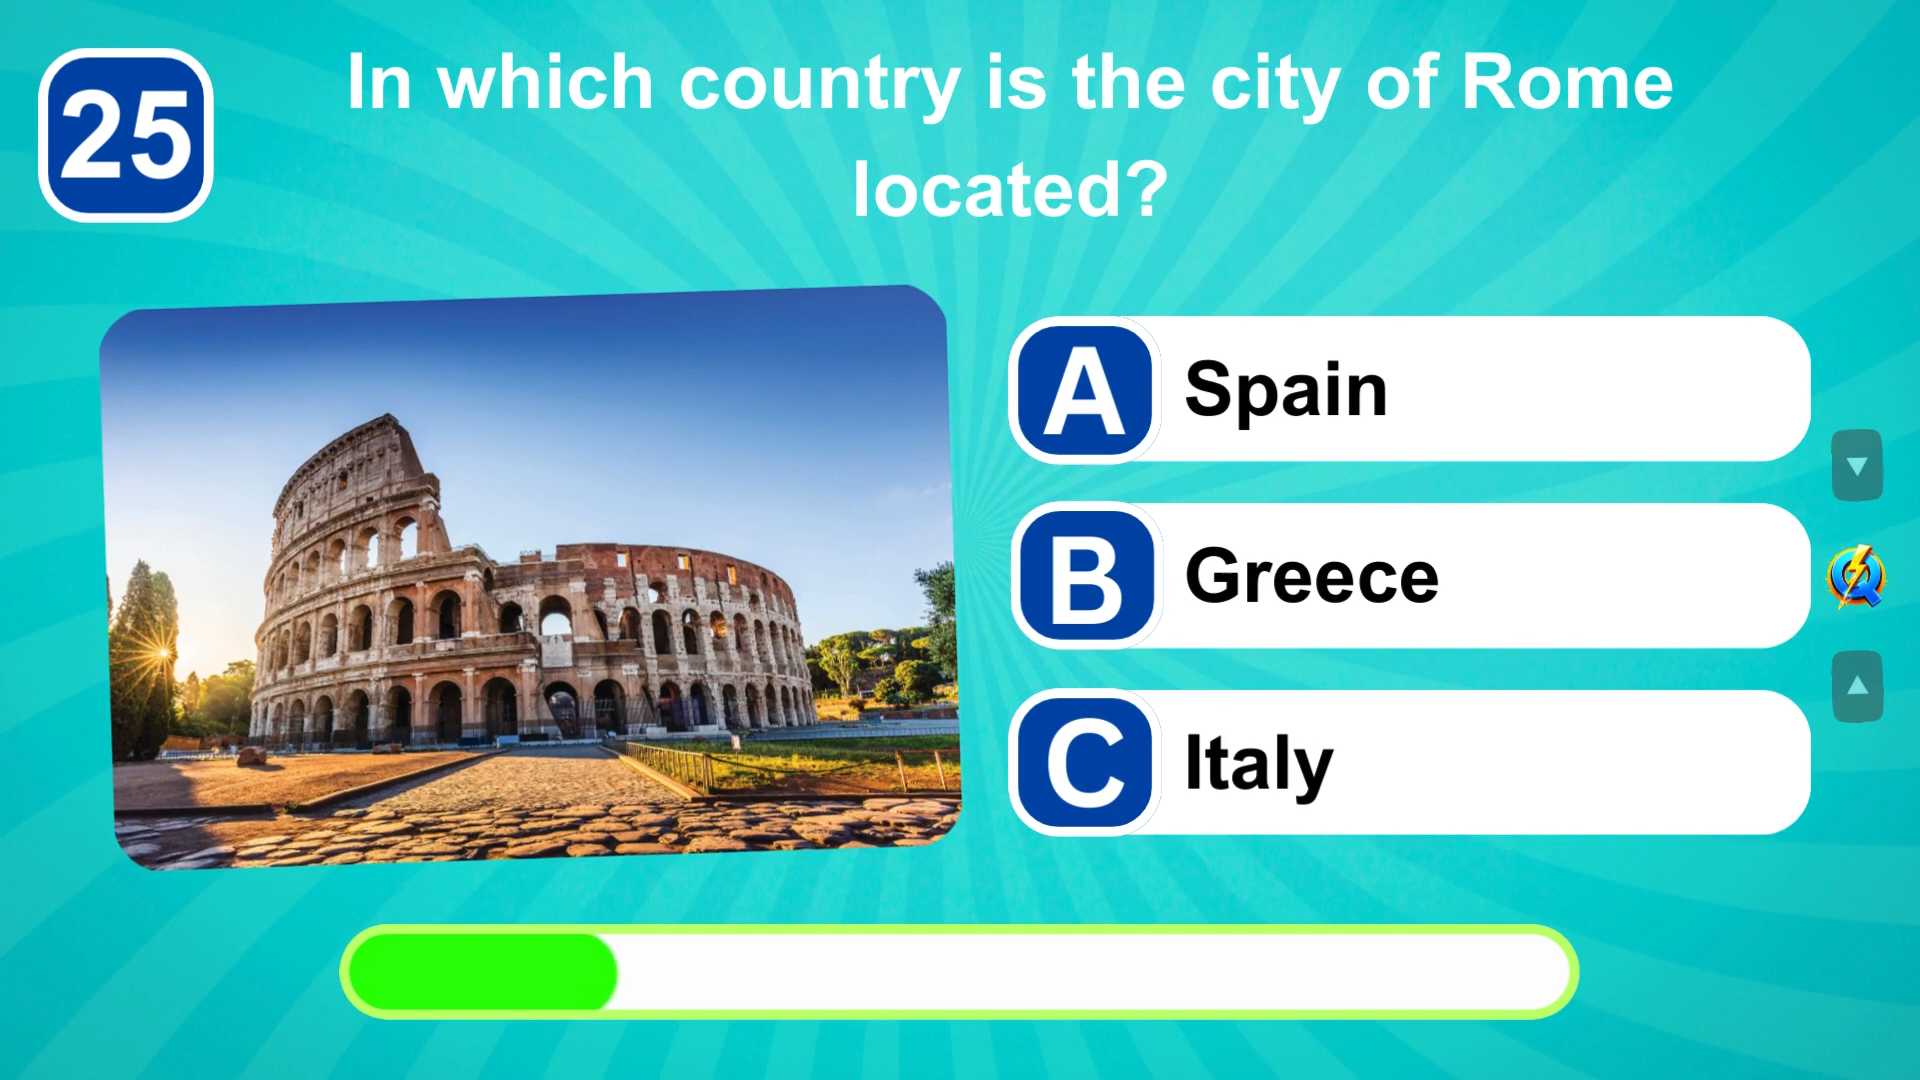 25
In which country is the city of Rome
located?
A Spain
B Greece
C Italy